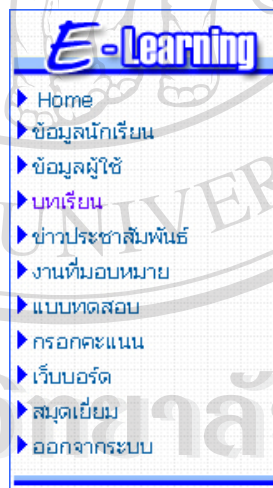 E-Learning
Home
ข้อมูลนักเรียน
ข้อมูลผู้ใช้
บทเรียน
ข่าวประชาสัมพันธ์
งานที่มอบหมาย
แบบทดสอบ
กรอกคะแนน
เว็บบอร์ด
สมุดเยี่ยม
ออกจากระบบ